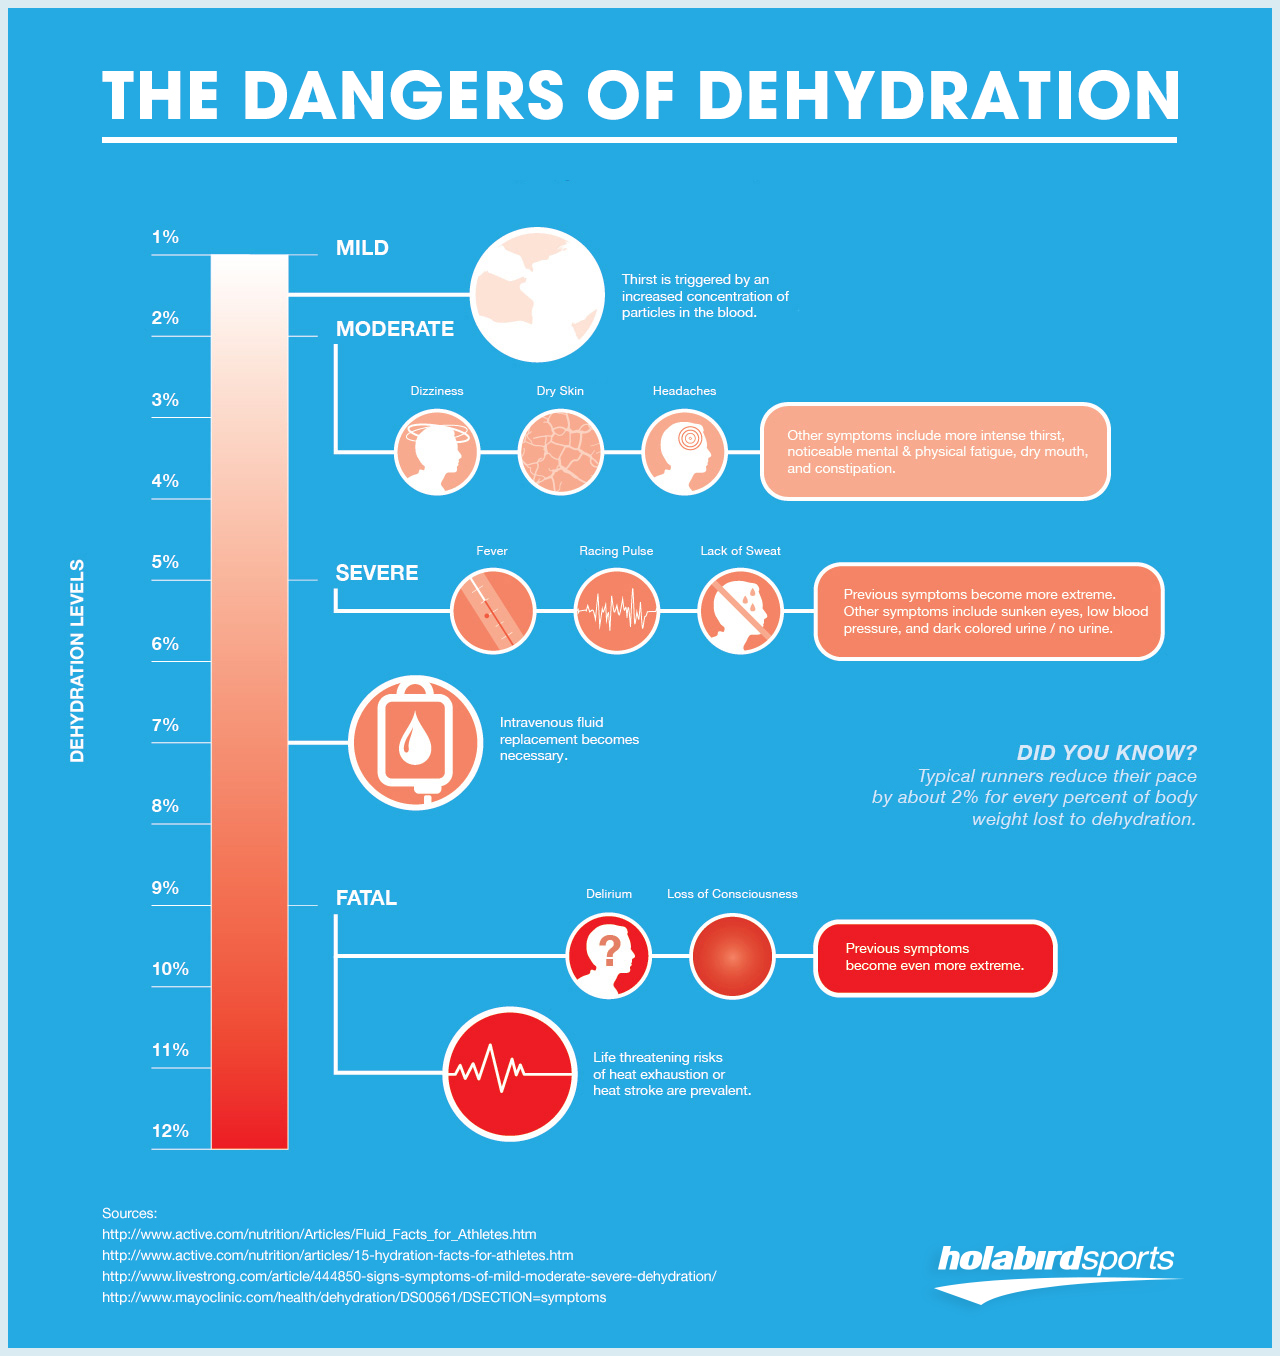 THE DANGERS OF DEHYDRATION
DEHYDRATION LEVELS
1%
MILD
Thirst is triggered by an
increased concentration of
particles in the blood.
2%
MODERATE
3%
Dizziness
Dry Skin
Headaches
Other symptoms include more intense thirst,
noticeable mental & physical fatigue, dry mouth,
and constipation.
4%
5%
SEVERE
Fever
Racing Pulse
Lack of Sweat
Previous symptoms become more extreme.
Other symptoms include sunken eyes, low blood
pressure, and dark colored urine / no urine.
6%
7%
Intravenous fluid
replacement becomes
necessary.
DID YOU KNOW?
Typical runners reduce their pace
by about 2% for every percent of body
weight lost to dehydration.
8%
9%
FATAL
Delirium
Loss of Consciousness
?
Previous symptoms
become even more extreme.
10%
11%
Life threatening risks
of heat exhaustion or
heat stroke are prevalent.
12%
Sources:
http://www.active.com/nutrition/Articles/Fluid_Facts_for_Athletes.htm
http://www.active.com/nutrition/articles/15-hydration-facts-for-athletes.htm
http://www.livestrong.com/article/444850-signs-symptoms-of-mild-moderate-severe-dehydration/
http://www.mayoclinic.com/health/dehydration/DS00561/DSECTION=symptoms
holabirdsports